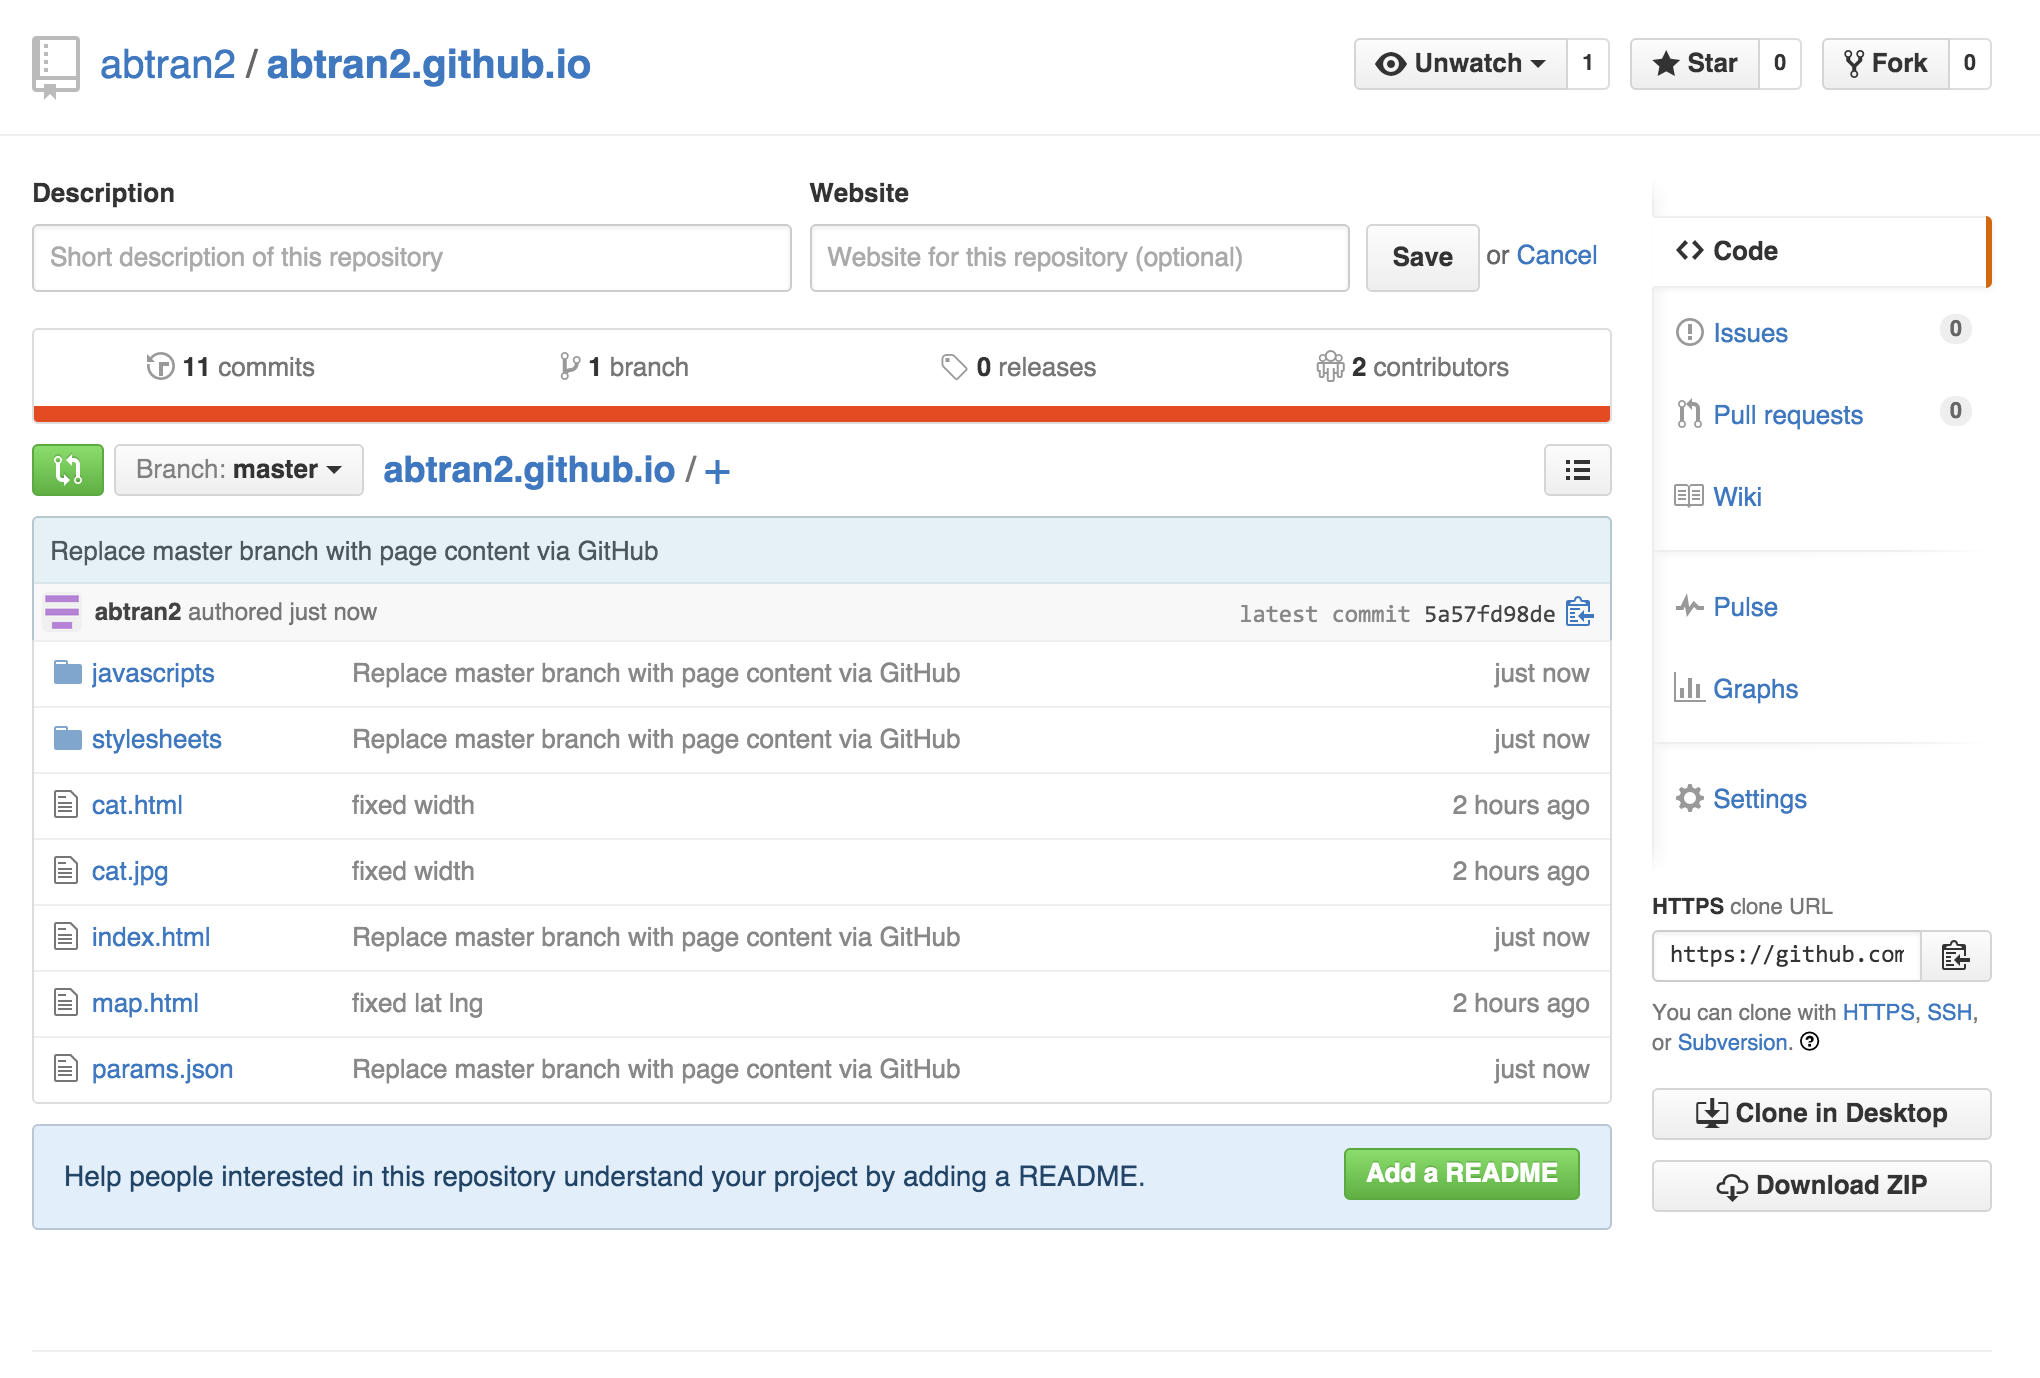 abtran2 / abtran2.github.io
Unwatch 1
Star 0
Fork 0
Description
Website
Short description of this repository
Website for this repository (optional)
Save or Cancel
11 commits
1 branch
0 releases
2 contributors
Branch: master
abtran2.github.io / +
Replace master branch with page content via GitHub
abtran2 authored just now
latest commit 5a57fd98de
javascripts Replace master branch with page content via GitHub just now
stylesheets Replace master branch with page content via GitHub just now
cat.html fixed width 2 hours ago
cat.jpg fixed width 2 hours ago
index.html Replace master branch with page content via GitHub just now
map.html fixed lat lng 2 hours ago
params.json Replace master branch with page content via GitHub just now
Help people interested in this repository understand your project by adding a README.
Add a README
Code
Issues 0
Pull requests 0
Wiki
Pulse
Graphs
Settings
HTTPS clone URL
https://github.com
You can clone with HTTPS, SSH,
or Subversion.
Clone in Desktop
Download ZIP